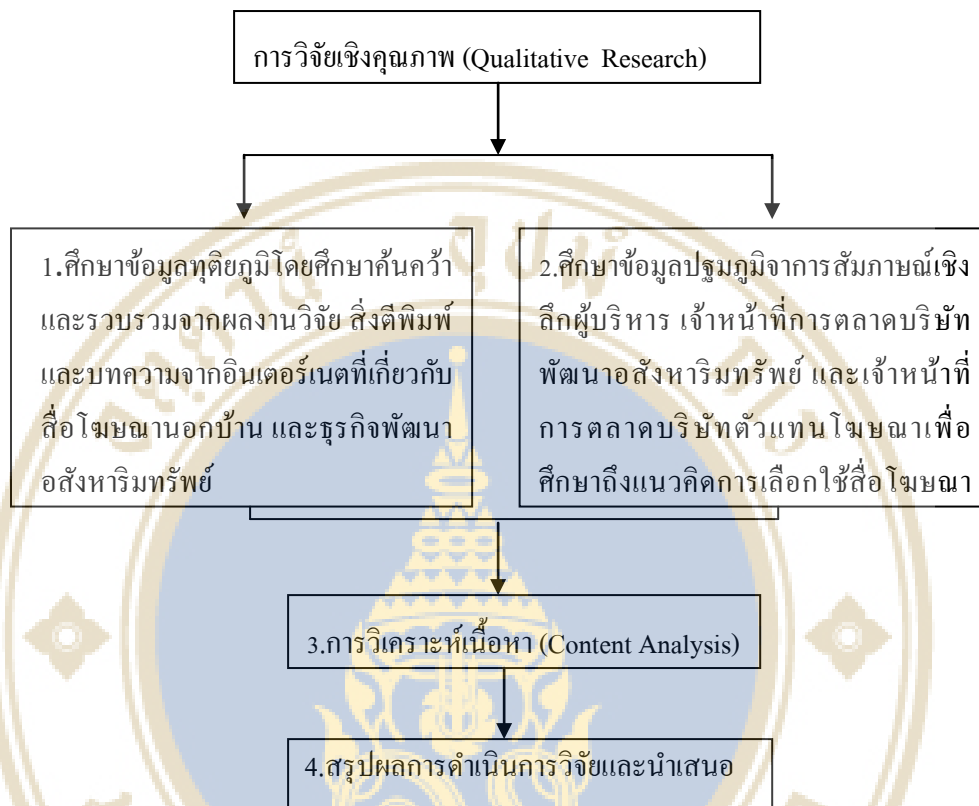 การวิจัยเชิงคุณภาพ (Qualitative Research)
1.ศึกษาข้อมูลทุติยภูมิโดยศึกษาค้นคว้า
และรวบรวมจากผลงานวิจัย สิ่งตีพิมพ์
และบทความจากอินเตอร์เนตที่เกี่ยวกับ
สื่อโฆษณานอกบ้าน และธุรกิจพัฒนา
อสังหาริมทรัพย์
2.ศึกษาข้อมูลปฐมภูมิจาการสัมภาษณ์เชิง
ลึกผู้บริหาร เจ้าหน้าที่การตลาดบริษัท
พัฒนาอสังหาริมทรัพย์ และเจ้าหน้าที่
การตลาดบริษัทตัวแทนโฆษณาเพื่อ
ศึกษาถึงแนวคิดการเลือกใช้สื่อโฆษณา
3.การวิเคราะห์เนื้อหา (Content Analysis)
4.สรุปผลการดำเนินการวิจัยและนำเสนอ